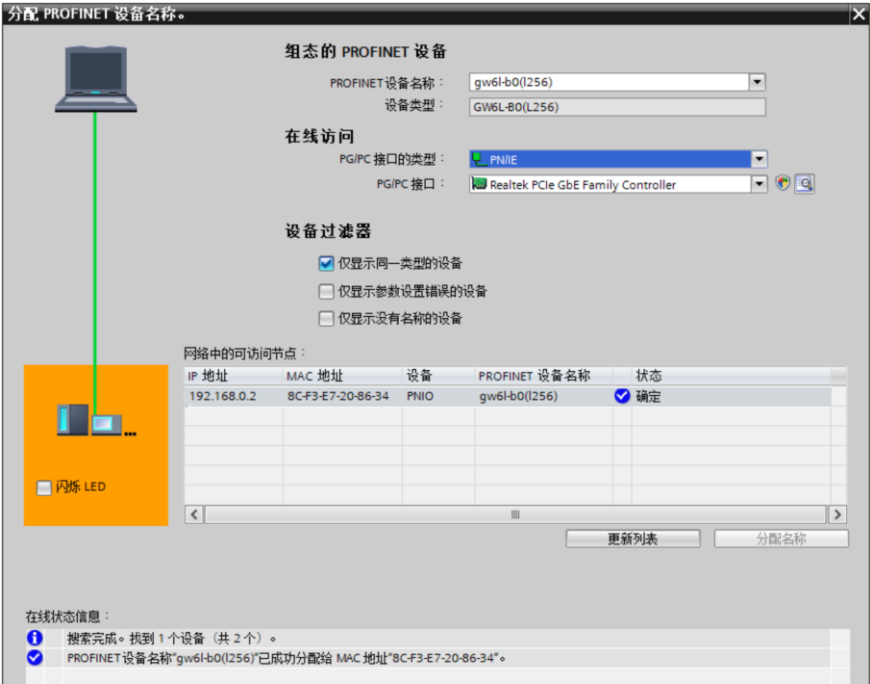 分配 PROFINET 设备名称。
组态的 PROFINET 设备
PROFINET设备名称： gw6l-b0(l256)
设备类型： GW6L-B0(L256)
在线访问
PG/PC 接口的类型： PN/IE
PG/PC 接口： Realtek PCIe GbE Family Controller
设备过滤器
仅显示同一类型的设备
仅显示参数设置错误的设备
仅显示没有名称的设备
网络中的可访问节点：
IP 地址 MAC 地址 设备 PROFINET 设备名称 状态
192.168.0.2 8C-F3-E7-20-86-34 PNIO gw6l-b0(l256) 确定
闪烁 LED
更新列表 分配名称
在线状态信息：
搜索完成。找到 1 个设备（共 2 个）。
PROFINET设备名称"gw6l-b0(l256)"已成功分配给 MAC 地址"8C-F3-E7-20-86-34"。